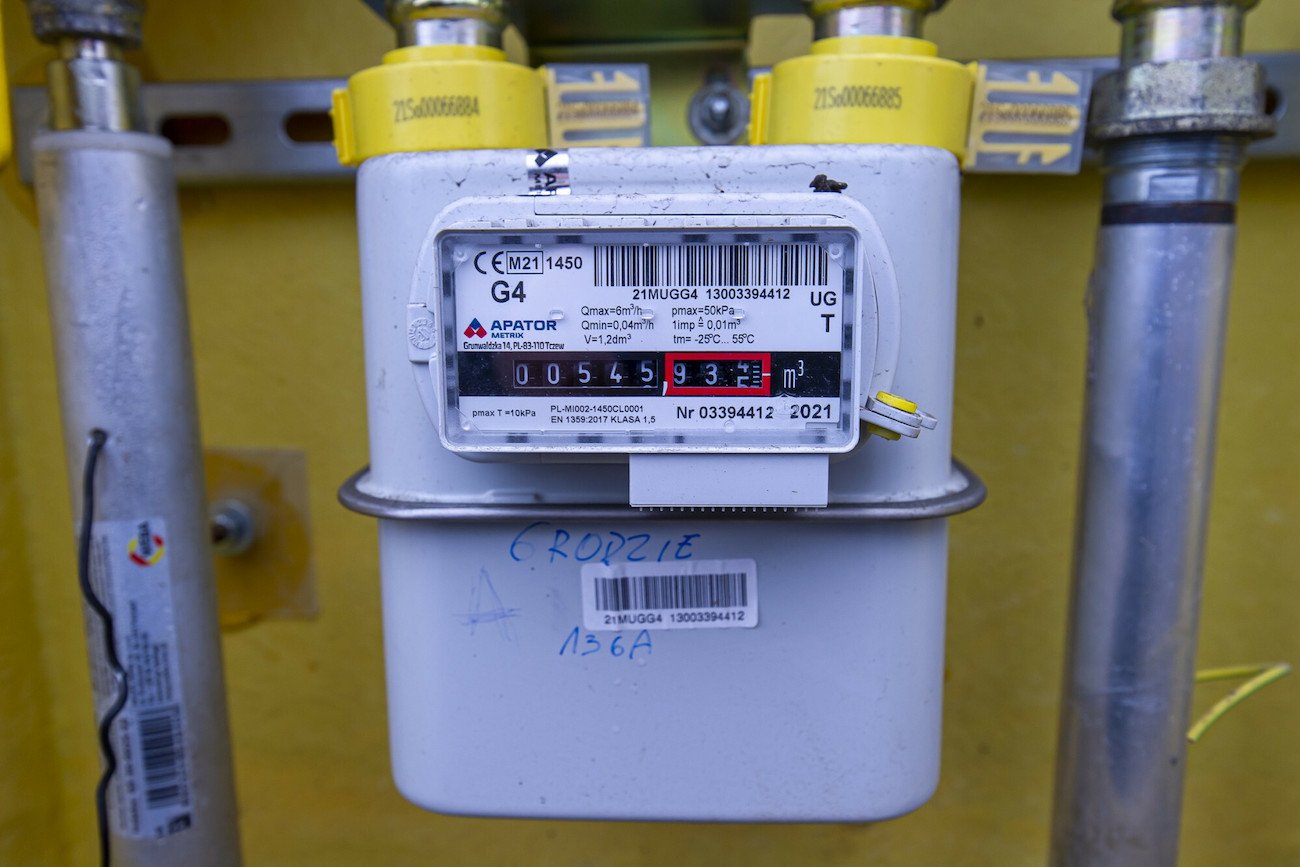 21Sa00066884
21Sa00066885
CE M21 1450
G4
21MUGG4 13003394412
UG
T
Qmax=6m³/h
Qmin=0,04m³/h
V=1,2dm³
pmax=50kPa
1imp ≙ 0,01m³
tm= -25°C... 55°C
APATOR
METRIX
Grunwaldzka 14, PL-83-110 Tczew
00545,93 m³
pmax T =10kPa
PL-MI002-1450CL0001
EN 1359:2017 KLASA 1,5
Nr 03394412 2021
GRODZIE
21MUGG4 13003394412
136A
A